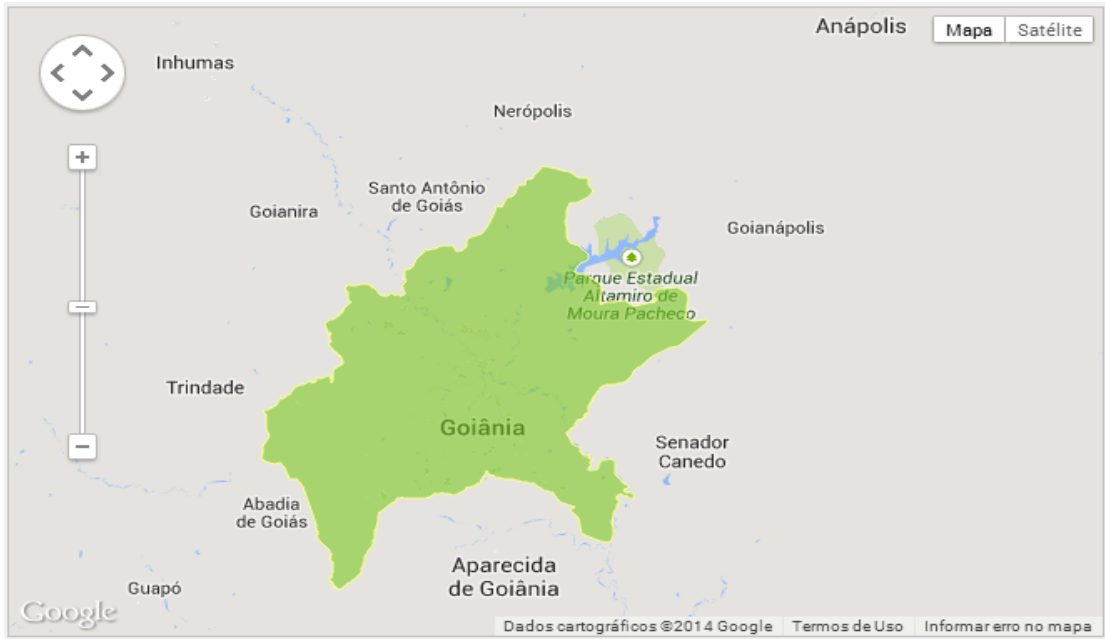 Anápolis
Mapa Satélite
Inhumas
Nerópolis
Santo Antônio
de Goiás
Goianira
Goianápolis
Parque Estadual
Altamiro de
Moura Pacheco
Trindade
Goiânia
Senador
Canedo
Abadia
de Goiás
Aparecida
de Goiânia
Guapó
Google
Dados cartográficos ©2014 Google Termos de Uso Informar erro no mapa